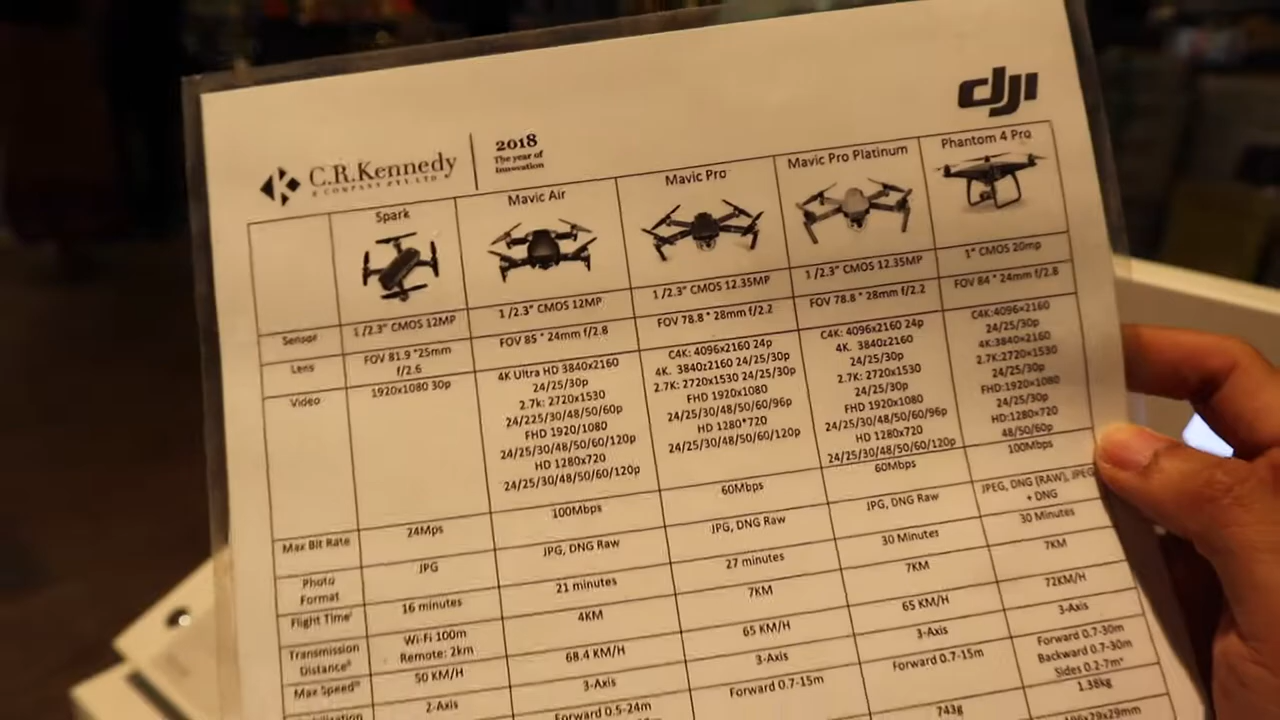 dji
C.R.Kennedy
& COMPANY PTY. LTD.
2018
The year of
Innovation
Spark
Mavic Air
Mavic Pro
Mavic Pro Platinum
Phantom 4 Pro
Sensor
1 /2.3" CMOS 12MP
1 /2.3" CMOS 12MP
1 /2.3" CMOS 12.35MP
1 /2.3" CMOS 12.35MP
1" CMOS 20mp
Lens
FOV 81.9 °25mm
f/2.6
FOV 85 ° 24mm f/2.8
FOV 78.8 ° 28mm f/2.2
FOV 78.8 ° 28mm f/2.2
FOV 84 ° 24mm f/2.8
Video
1920x1080 30p
4K Ultra HD 3840x2160
24/25/30p
2.7k: 2720x1530
24/225/30/48/50/60p
FHD 1920/1080
24/25/30/48/50/60/120p
HD 1280x720
24/25/30/48/50/60/120p
C4K: 4096x2160 24p
4K. 3840z2160 24/25/30p
2.7K: 2720x1530 24/25/30p
FHD 1920x1080
24/25/30/48/50/60/96p
HD 1280*720
24/25/30/48/50/60/120p
C4K: 4096x2160 24p
4K. 3840z2160
24/25/30p
2.7K: 2720x1530
24/25/30p
FHD 1920x1080
24/25/30/48/50/60/96p
HD 1280x720
24/25/30/48/50/60/120p
C4K:4096x2160
24/25/30p
4K:3840x2160
2.7K:2720x1530
24/25/30p
FHD:1920x1080
24/25/30p
HD:1280x720
48/50/60p
Max Bit Rate
24Mps
100Mbps
60Mbps
60Mbps
100Mbps
Photo
Format
JPG
JPG, DNG Raw
JPG, DNG Raw
JPG, DNG Raw
JPEG, DNG (RAW), JPEG
+ DNG
Flight Time
16 minutes
21 minutes
27 minutes
30 Minutes
30 Minutes
Transmission
Distance
Wi-Fi 100m
Remote: 2km
4KM
7KM
7KM
7KM
Max Speed
50 KM/H
68.4 KM/H
65 KM/H
65 KM/H
72KM/H
2-Axis
3-Axis
3-Axis
3-Axis
3-Axis
Forward 0.5-24m
Forward 0.7-15m
Forward 0.7-15m
Forward 0.7-30m
Backward 0.7-30m
Sides 0.2-7m
743g
1.38kg